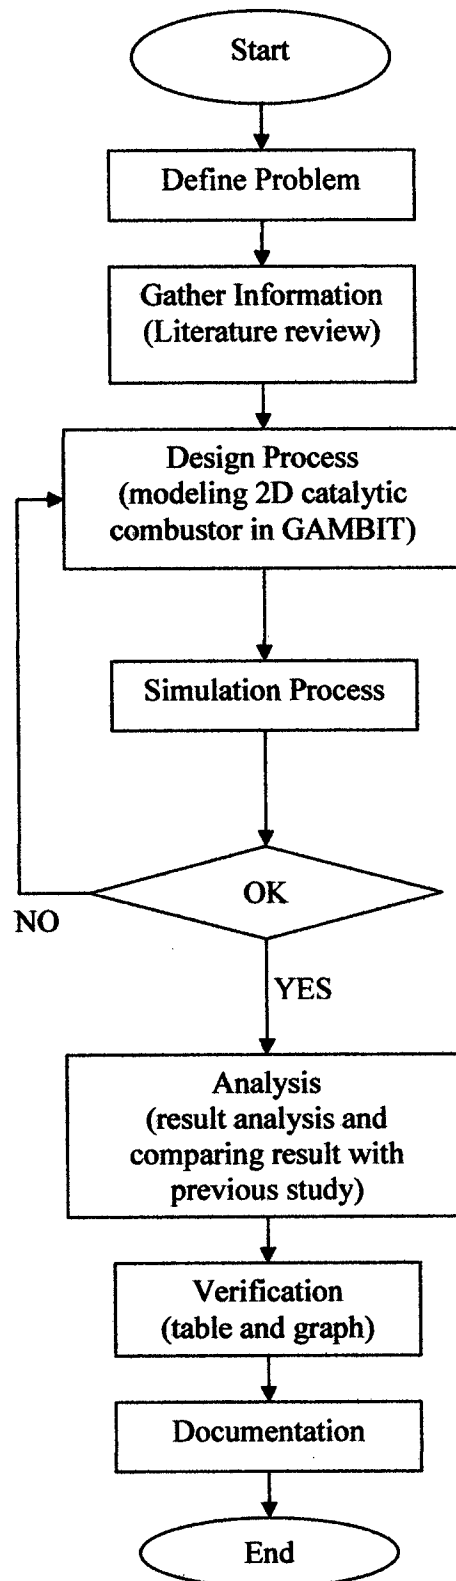 Start
Define Problem
Gather Information
(Literature review)
Design Process
(modeling 2D catalytic
combustor in GAMBIT)
Simulation Process
OK
NO
YES
Analysis
(result analysis and
comparing result with
previous study)
Verification
(table and graph)
Documentation
End